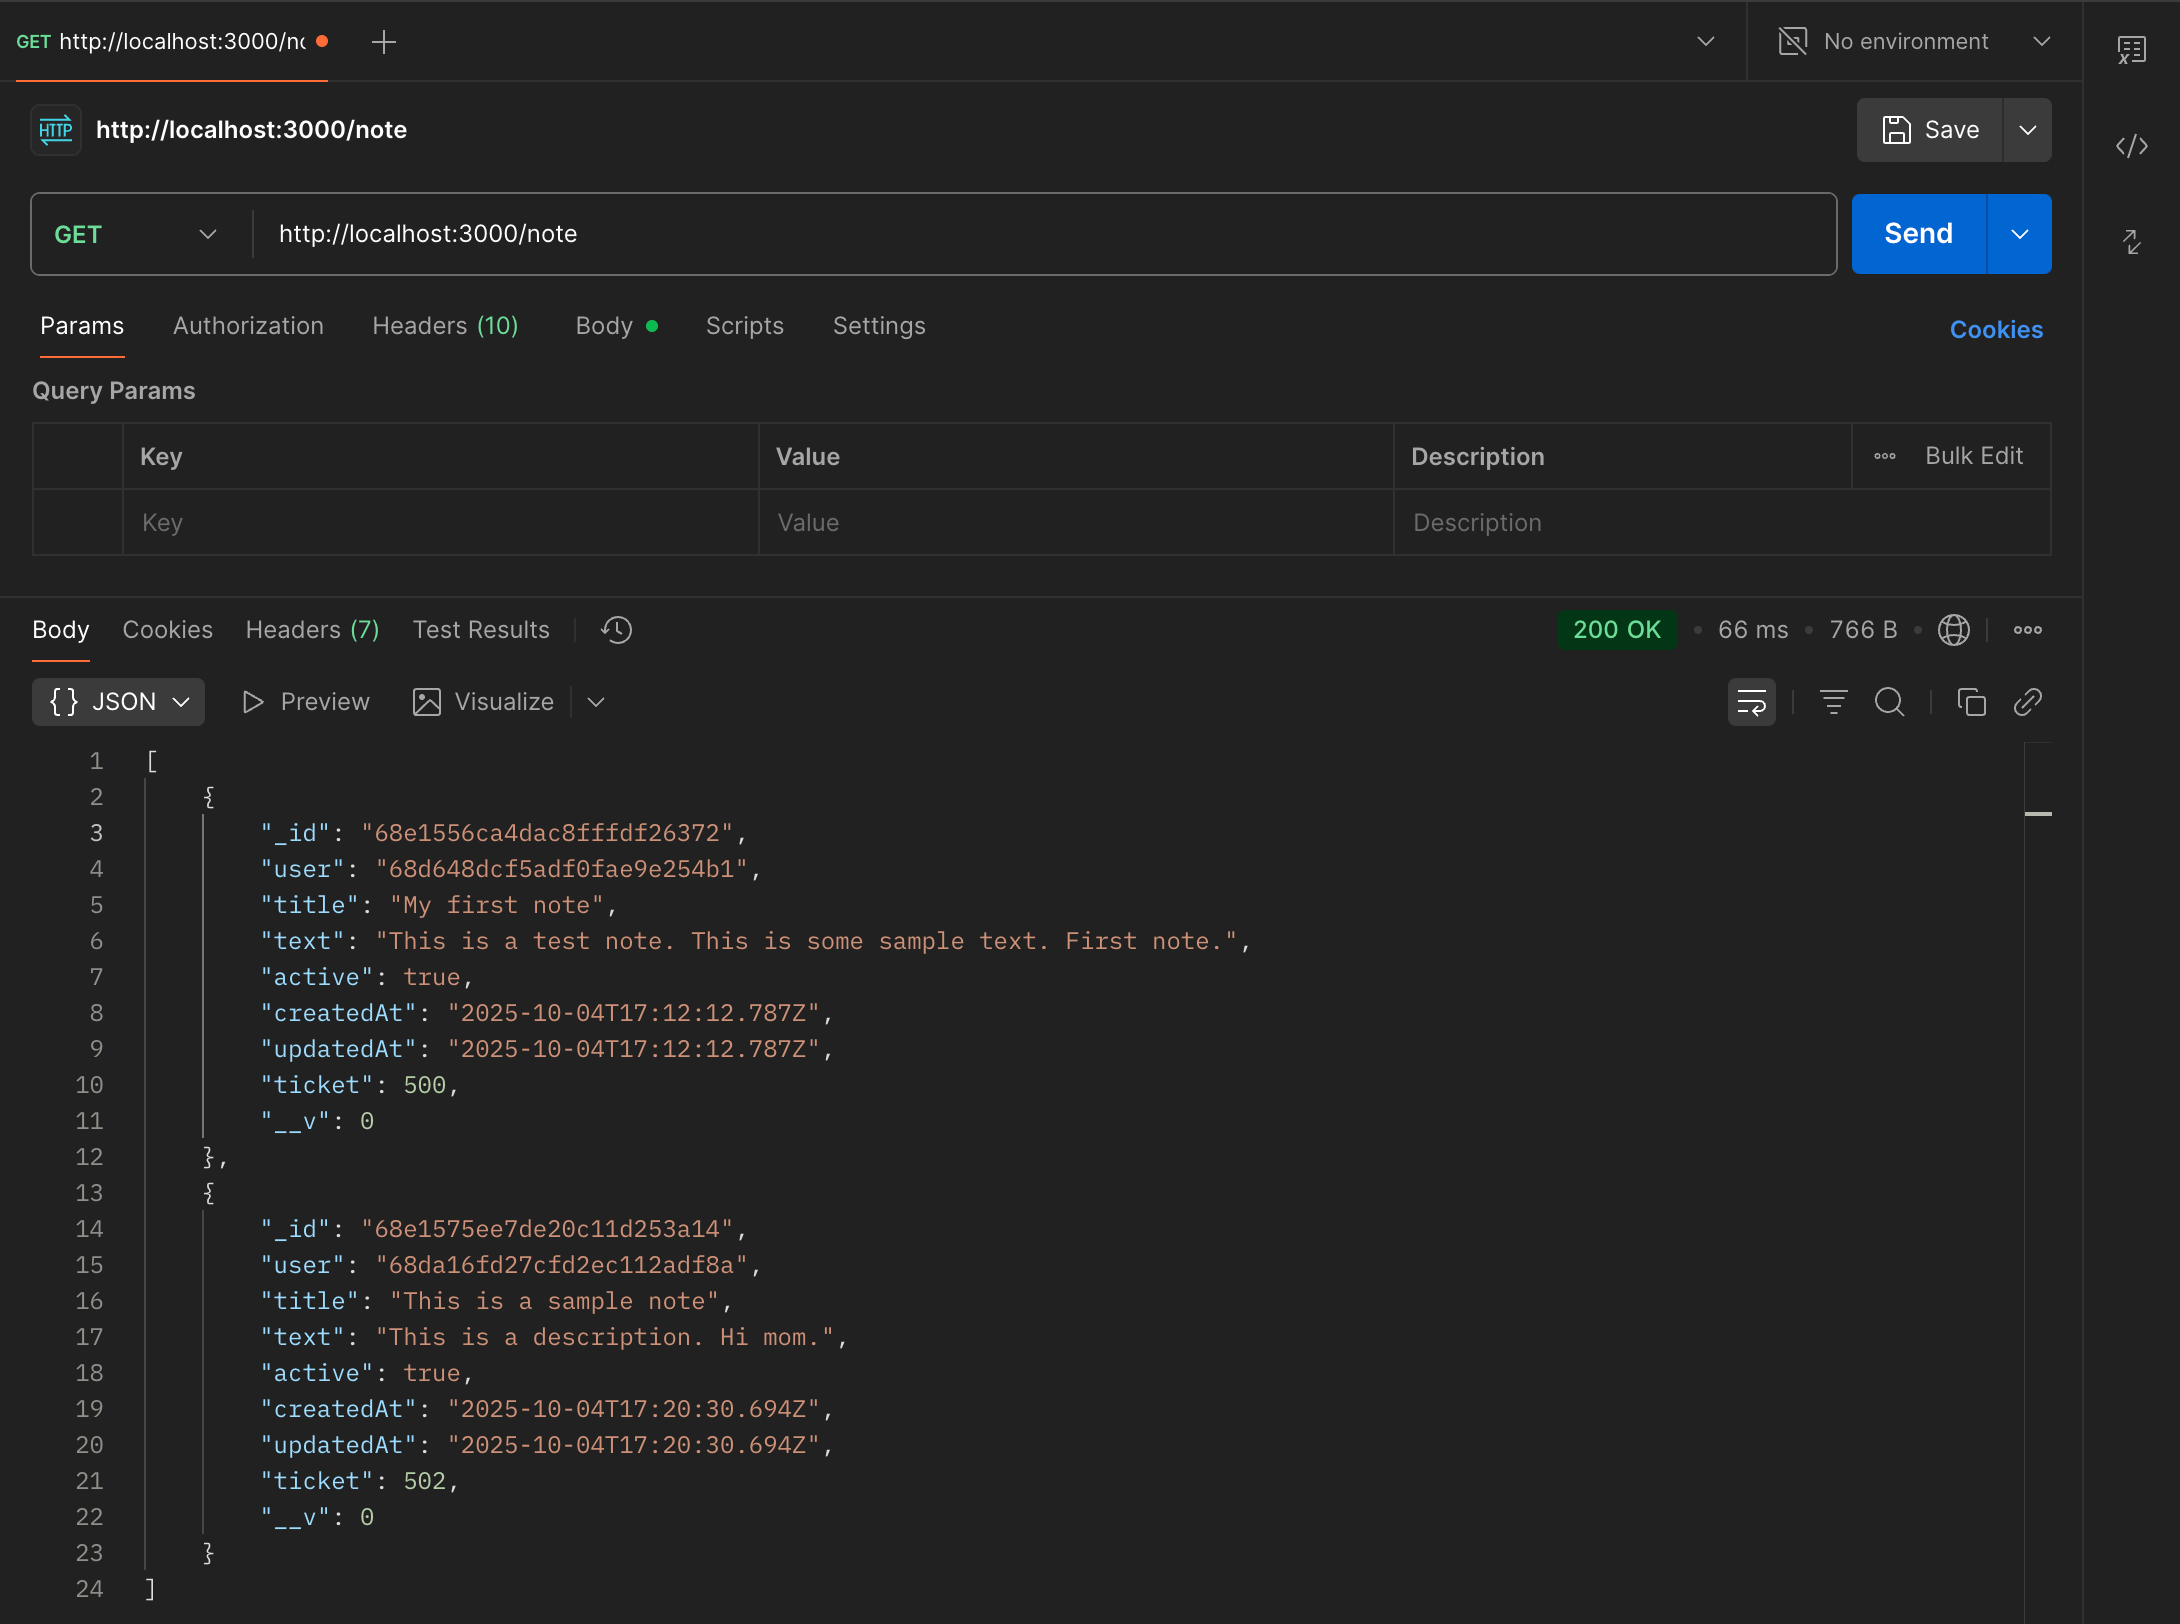 GET http://localhost:3000/no
No environment
HTTP http://localhost:3000/note
Save
GET http://localhost:3000/note
Send
Params Authorization Headers (10) Body Scripts Settings
Cookies
Query Params
Key Value Description Bulk Edit
Key Value Description
Body Cookies Headers (7) Test Results
200 OK • 66 ms • 766 B
{} JSON Preview Visualize
1 [
2 {
3 "_id": "68e1556ca4dac8fffdf26372",
4 "user": "68d648dcf5adf0fae9e254b1",
5 "title": "My first note",
6 "text": "This is a test note. This is some sample text. First note.",
7 "active": true,
8 "createdAt": "2025-10-04T17:12:12.787Z",
9 "updatedAt": "2025-10-04T17:12:12.787Z",
10 "ticket": 500,
11 "__v": 0
12 },
13 {
14 "_id": "68e1575ee7de20c11d253a14",
15 "user": "68da16fd27cfd2ec112adf8a",
16 "title": "This is a sample note",
17 "text": "This is a description. Hi mom.",
18 "active": true,
19 "createdAt": "2025-10-04T17:20:30.694Z",
20 "updatedAt": "2025-10-04T17:20:30.694Z",
21 "ticket": 502,
22 "__v": 0
23 }
24 ]